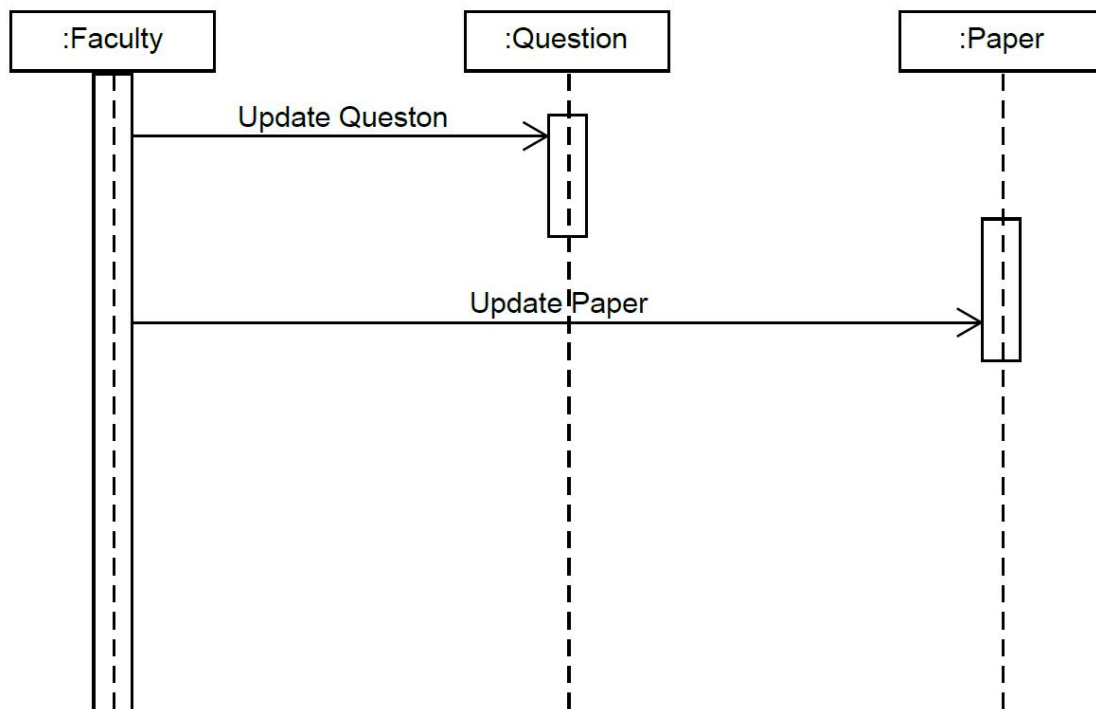 :Faculty
:Question
:Paper
Update Queston
Update Paper